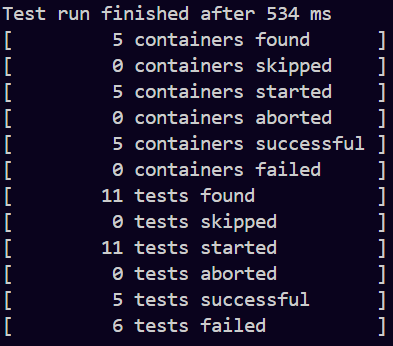 Test run finished after 534 ms
[         5 containers found      ]
[         0 containers skipped    ]
[         5 containers started    ]
[         0 containers aborted    ]
[         5 containers successful ]
[         0 containers failed     ]
[        11 tests found           ]
[         0 tests skipped         ]
[        11 tests started         ]
[         0 tests aborted         ]
[         5 tests successful      ]
[         6 tests failed          ]